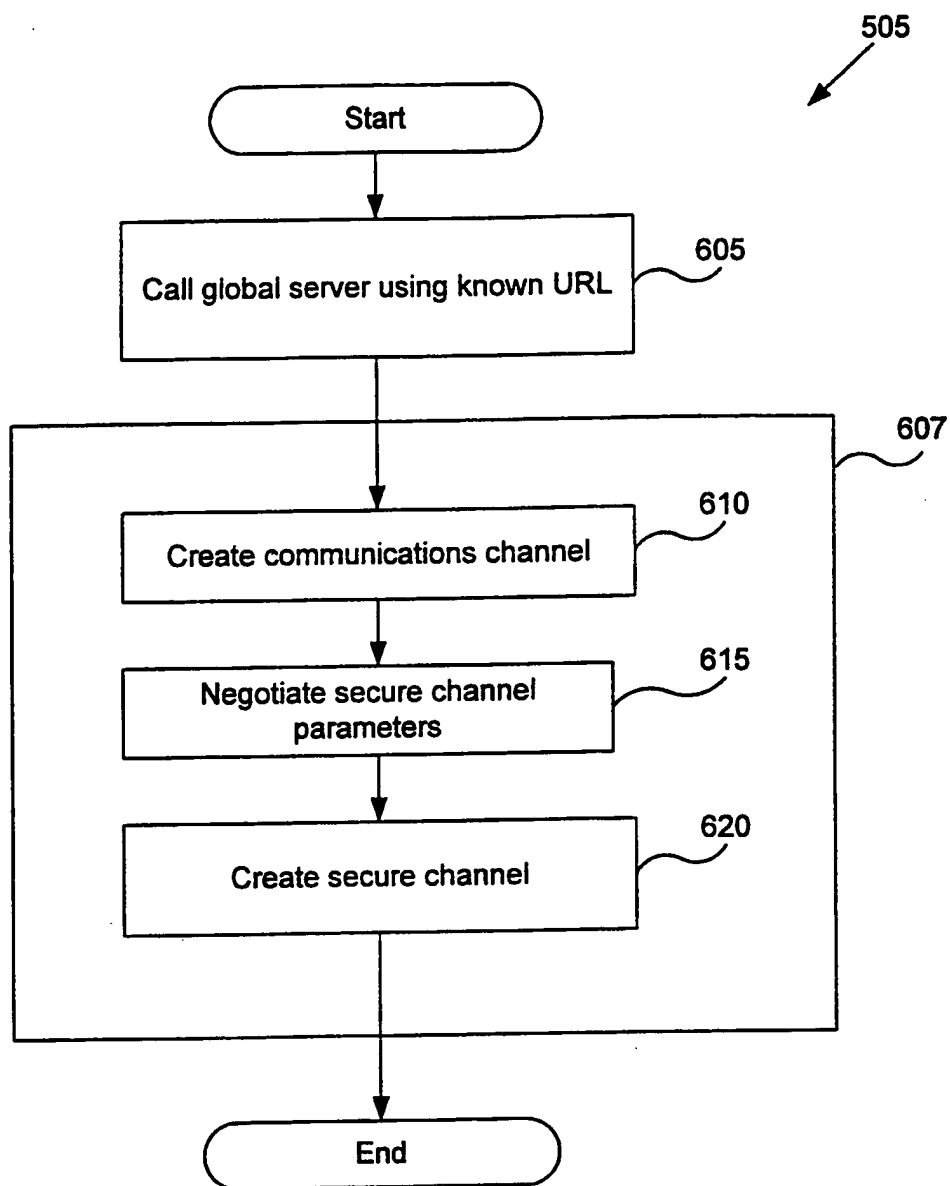 505
Start
605
Call global server using known URL
607
610
Create communications channel
615
Negotiate secure channel
parameters
620
Create secure channel
End